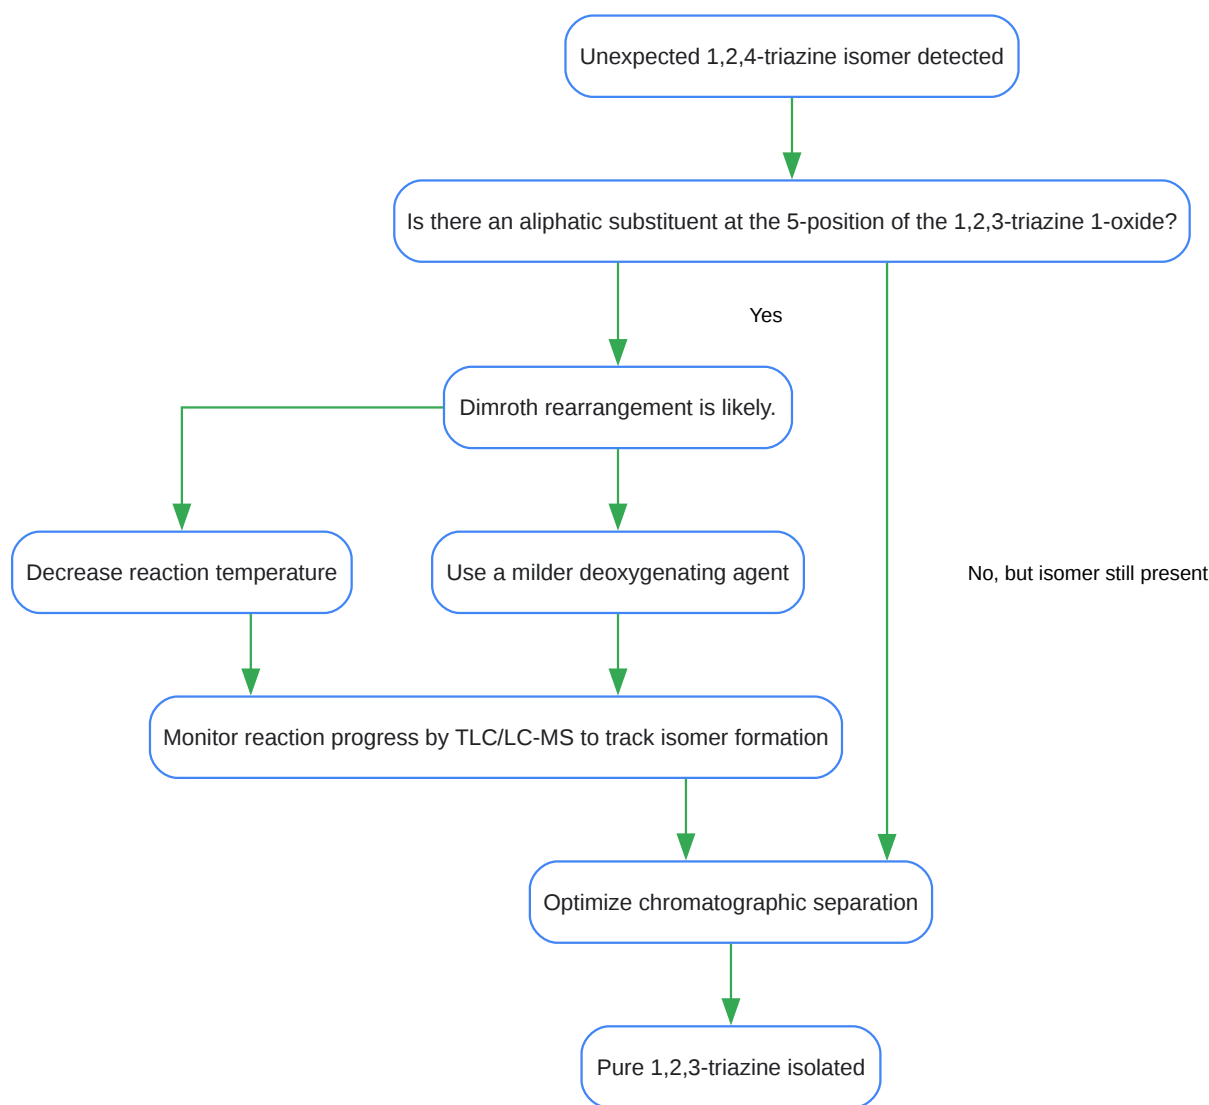 Unexpected 1,2,4-triazine isomer detected
Is there an aliphatic substituent at the 5-position of the 1,2,3-triazine 1-oxide?
Yes
Dimroth rearrangement is likely.
Decrease reaction temperature
Use a milder deoxygenating agent
No, but isomer still present
Monitor reaction progress by TLC/LC-MS to track isomer formation
Optimize chromatographic separation
Pure 1,2,3-triazine isolated